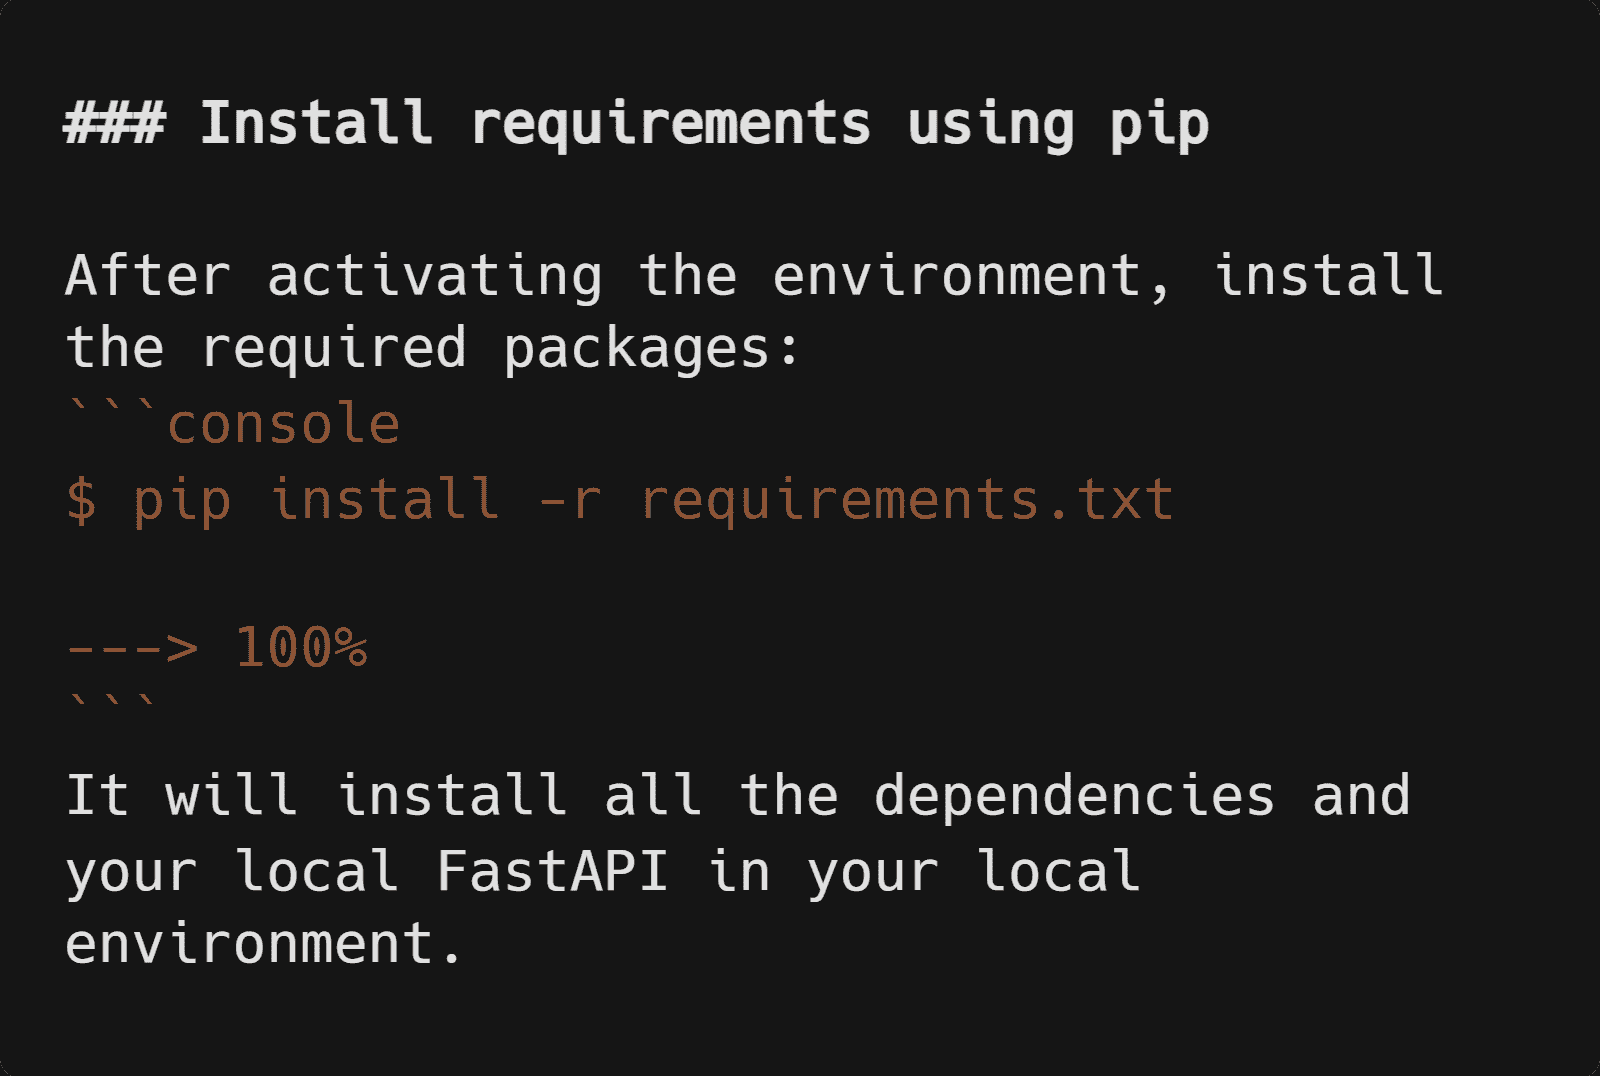 ### Install requirements using pip
After activating the environment, install
the required packages:
```console
$ pip install -r requirements.txt
---> 100%
```
It will install all the dependencies and
your local FastAPI in your local
environment.